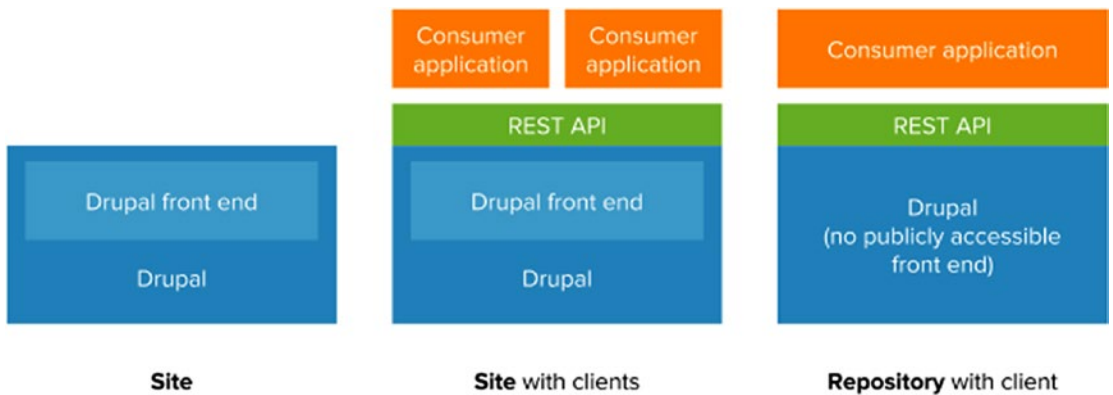 Consumer
application
Consumer
application
Consumer application
REST API
REST API
Drupal front end
Drupal
Drupal front end
Drupal
Drupal
(no publicly accessible
front end)
Site
Site with clients
Repository with client